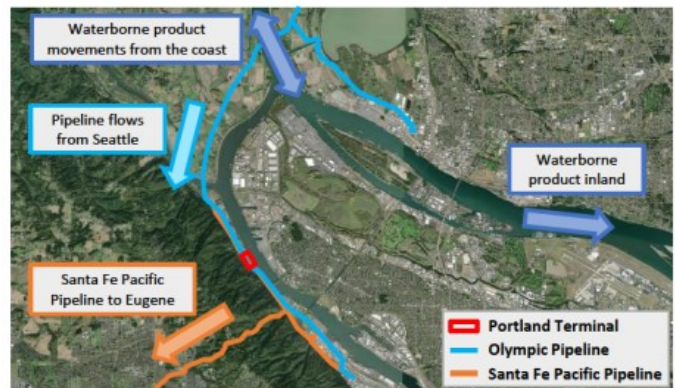 Waterborne product
movements from the coast
Pipeline flows
from Seattle
Waterborne
product inland
Santa Fe Pacific
Pipeline to Eugene
Portland Terminal
Olympic Pipeline
Santa Fe Pacific Pipeline